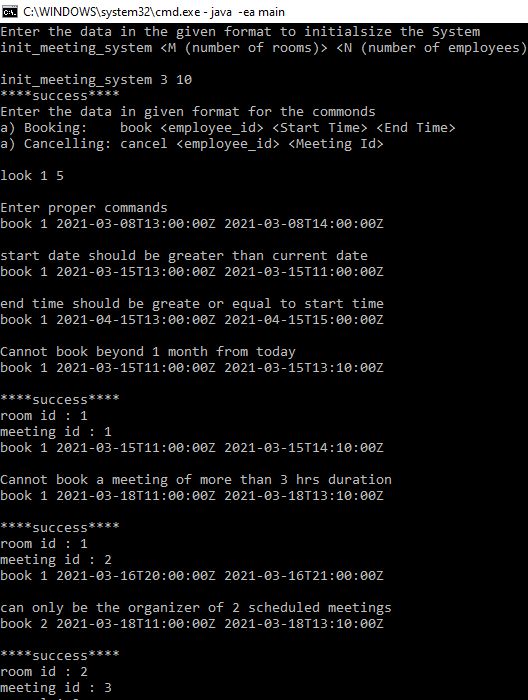 C:\WINDOWS\system32\cmd.exe - java -ea main
Enter the data in the given format to initialsize the System
init_meeting_system <M (number of rooms)> <N (number of employees)
init_meeting_system 3 10
****success****
Enter the data in given format for the commonds
a) Booking:    book <employee_id> <Start Time> <End Time>
a) Cancelling: cancel <employee_id> <Meeting Id>
look 1 5
Enter proper commands
book 1 2021-03-08T13:00:00Z 2021-03-08T14:00:00Z
start date should be greater than current date
book 1 2021-03-15T13:00:00Z 2021-03-15T11:00:00Z
end time should be greate or equal to start time
book 1 2021-04-15T13:00:00Z 2021-04-15T15:00:00Z
Cannot book beyond 1 month from today
book 1 2021-03-15T11:00:00Z 2021-03-15T13:10:00Z
****success****
room id : 1
meeting id : 1
book 1 2021-03-15T11:00:00Z 2021-03-15T14:10:00Z
Cannot book a meeting of more than 3 hrs duration
book 1 2021-03-18T11:00:00Z 2021-03-18T13:10:00Z
****success****
room id : 1
meeting id : 2
book 1 2021-03-16T20:00:00Z 2021-03-16T21:00:00Z
can only be the organizer of 2 scheduled meetings
book 2 2021-03-18T11:00:00Z 2021-03-18T13:10:00Z
****success****
room id : 2
meeting id : 3